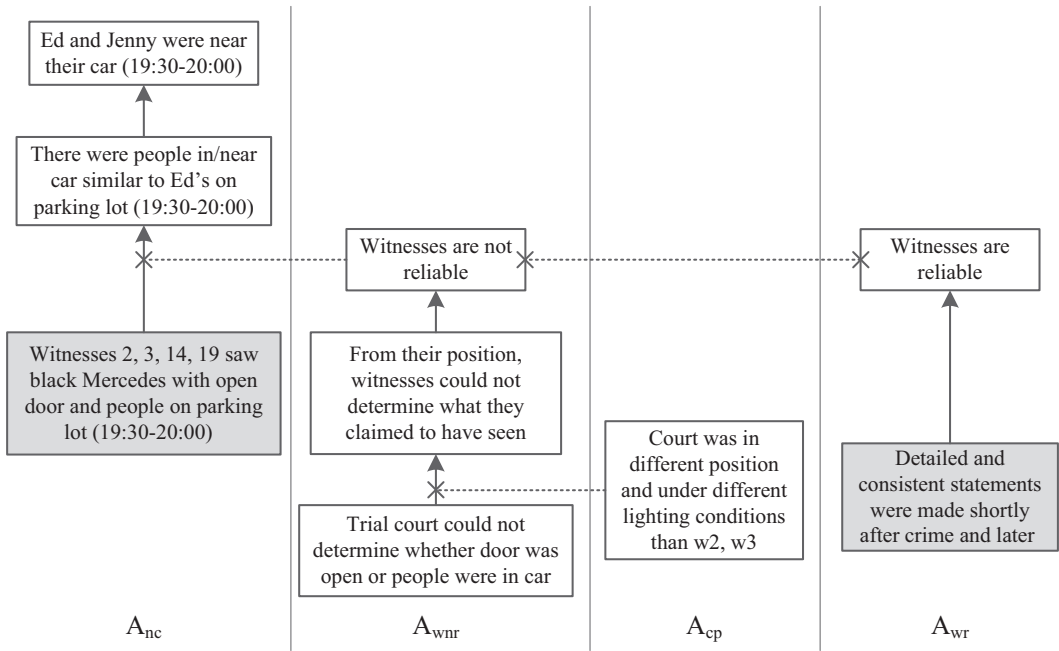 Ed and Jenny were near
their car (19:30-20:00)
There were people in/near
car similar to Ed's on
parking lot (19:30-20:00)
Witnesses 2, 3, 14, 19 saw
black Mercedes with open
door and people on parking
lot (19:30-20:00)
A_nc
Witnesses are not
reliable
From their position,
witnesses could not
determine what they
claimed to have seen
Trial court could not
determine whether door was
open or people were in car
A_wnr
Court was in
different position
and under different
lighting conditions
than w2, w3
A_cp
Witnesses are
reliable
Detailed and
consistent statements
were made shortly
after crime and later
A_wr